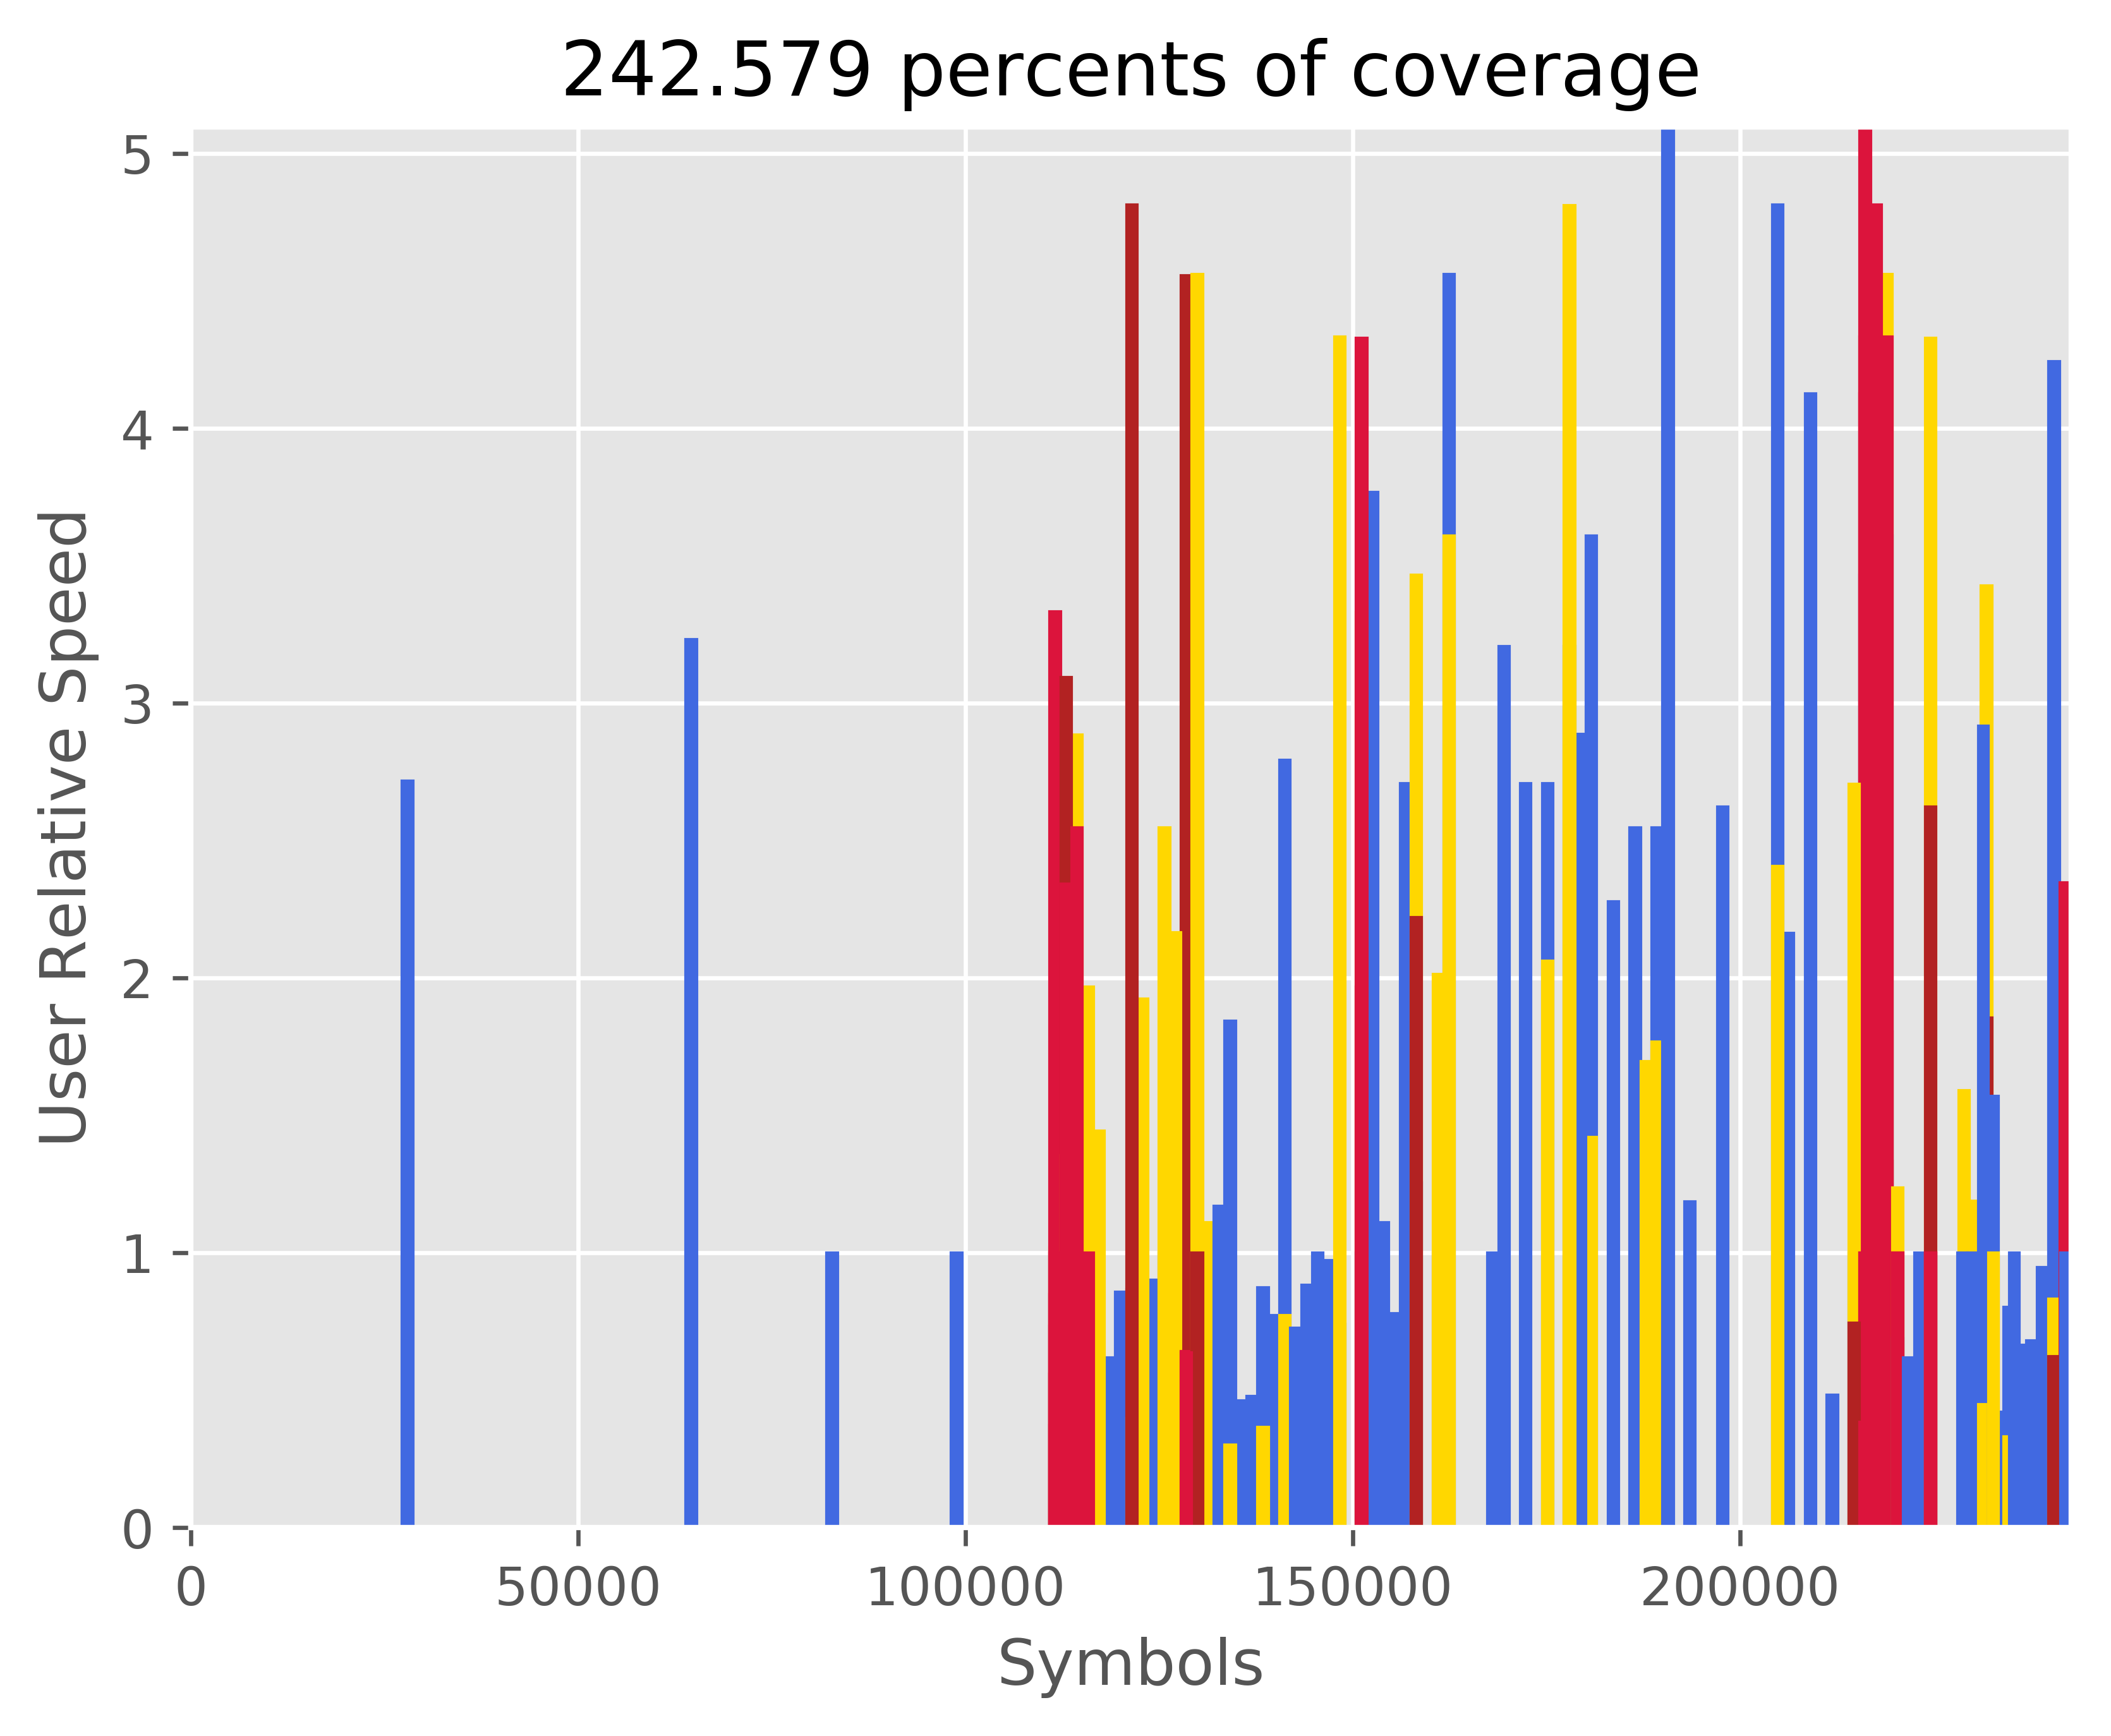 242.579 percents of coverage
User Relative Speed
5
4
3
2
1
0
0 50000 100000 150000 200000
Symbols